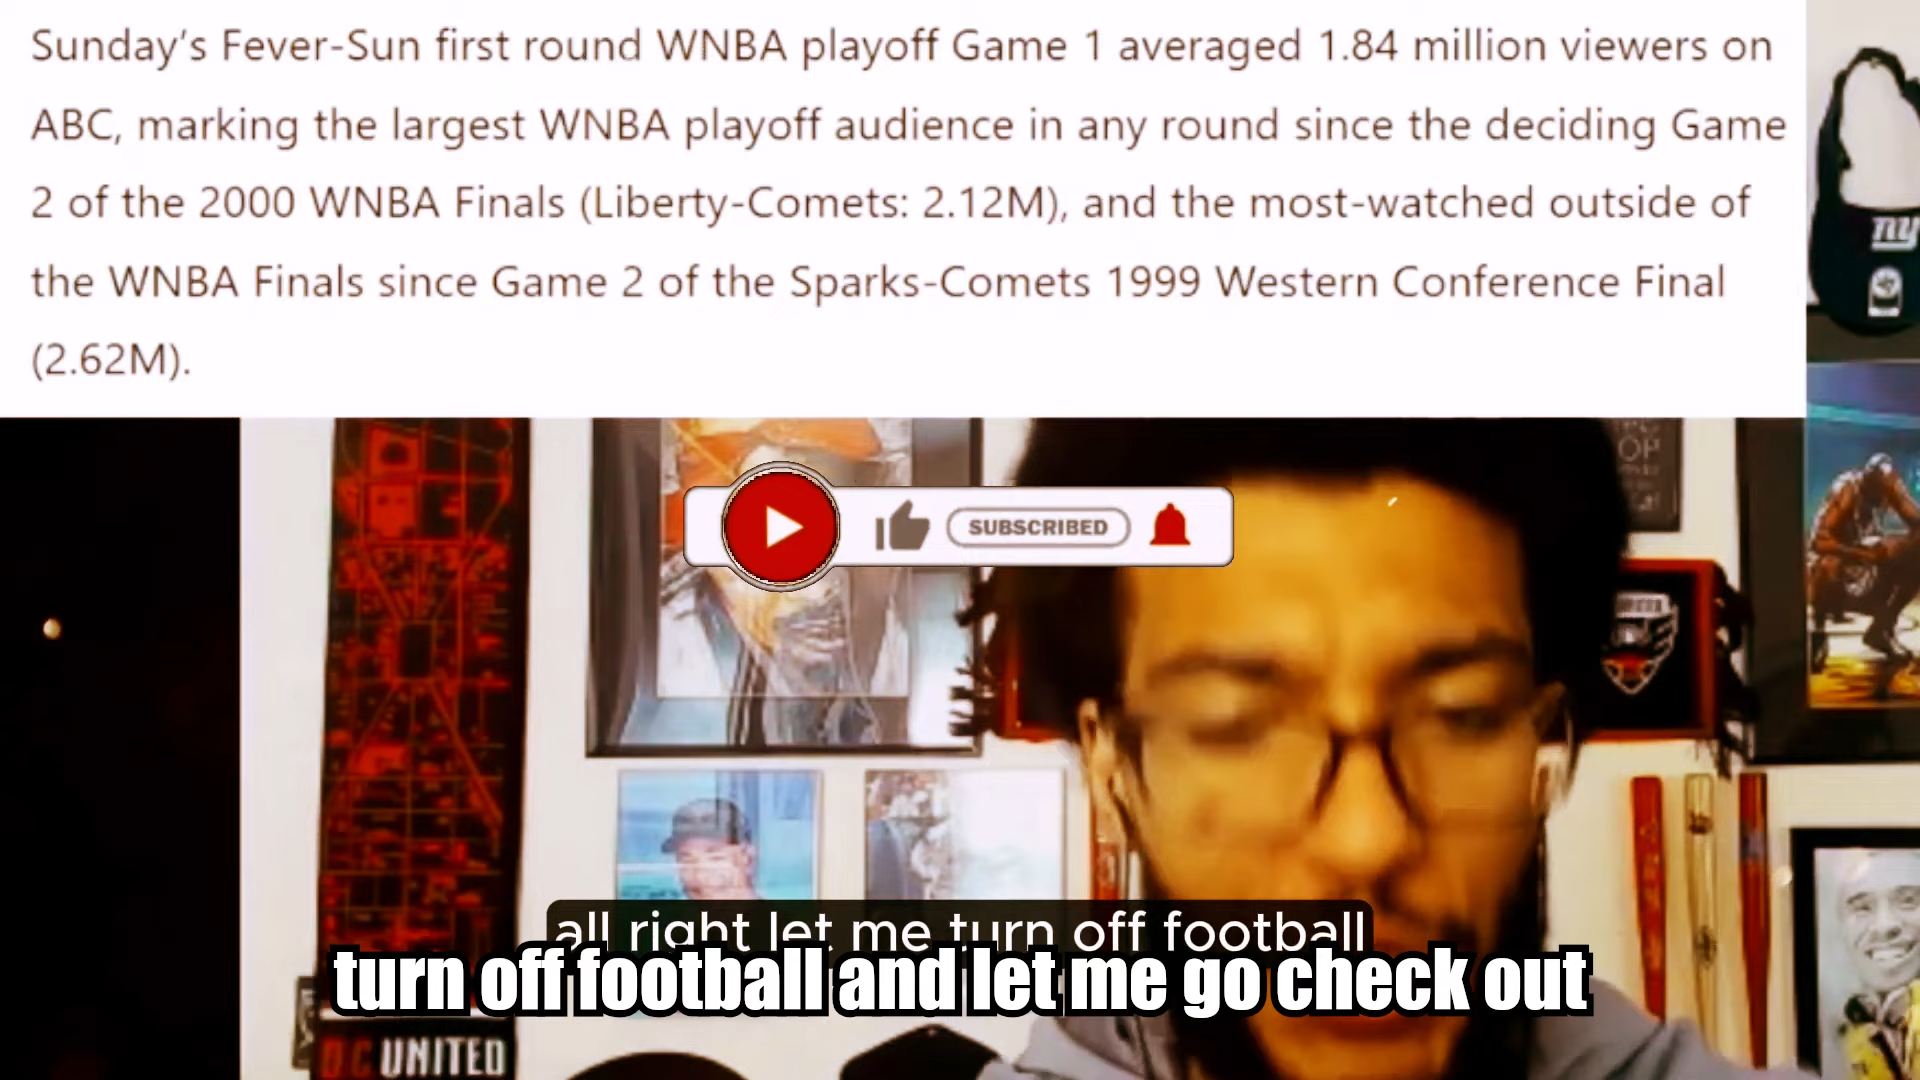 Sunday's Fever-Sun first round WNBA playoff Game 1 averaged 1.84 million viewers on
ABC, marking the largest WNBA playoff audience in any round since the deciding Game
2 of the 2000 WNBA Finals (Liberty-Comets: 2.12M), and the most-watched outside of
the WNBA Finals since Game 2 of the Sparks-Comets 1999 Western Conference Final
(2.62M).
ny
OP
SUBSCRIBED
all right let me turn off football
turn off football and let me go check out
DC UNITED